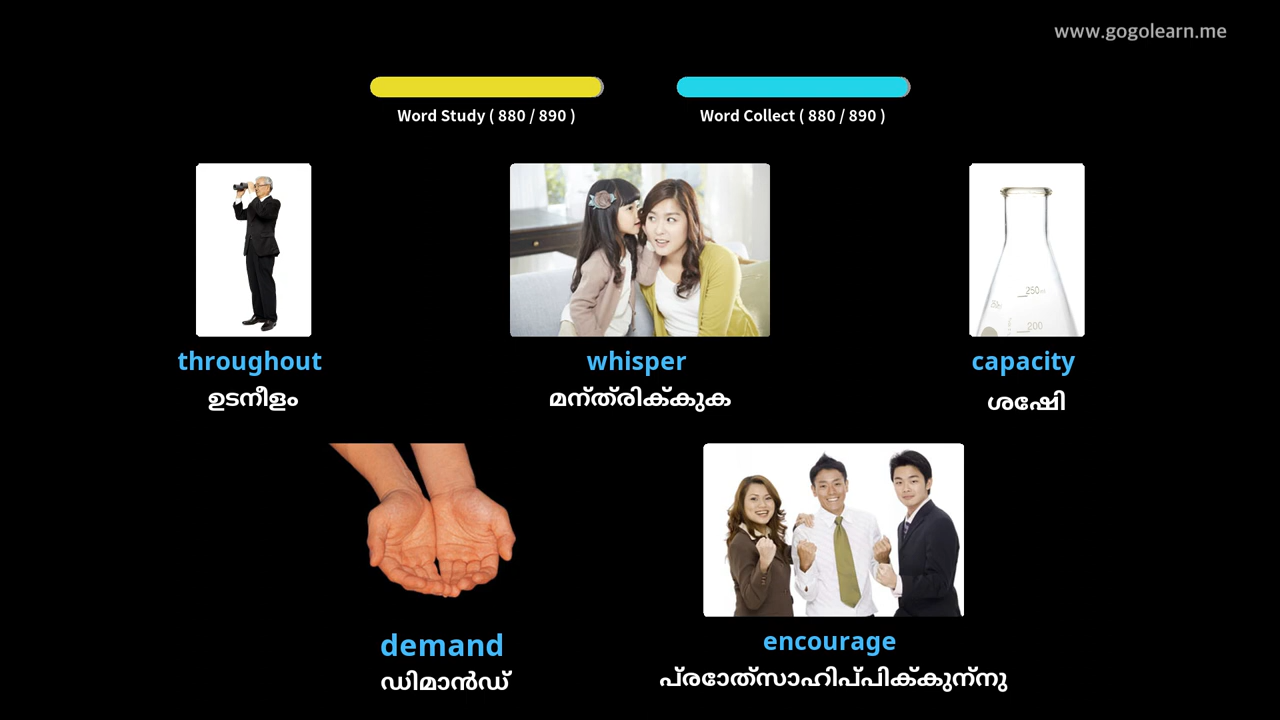 www.gogolearn.me
Word Study ( 880 / 890 )
Word Collect ( 880 / 890 )
throughout
ഉടനീളം
whisper
മന്ത്രിക്കുക
capacity
ശേഷി
demand
ഡിമാൻഡ്
encourage
പ്രോത്സാഹിപ്പിക്കുന്നു